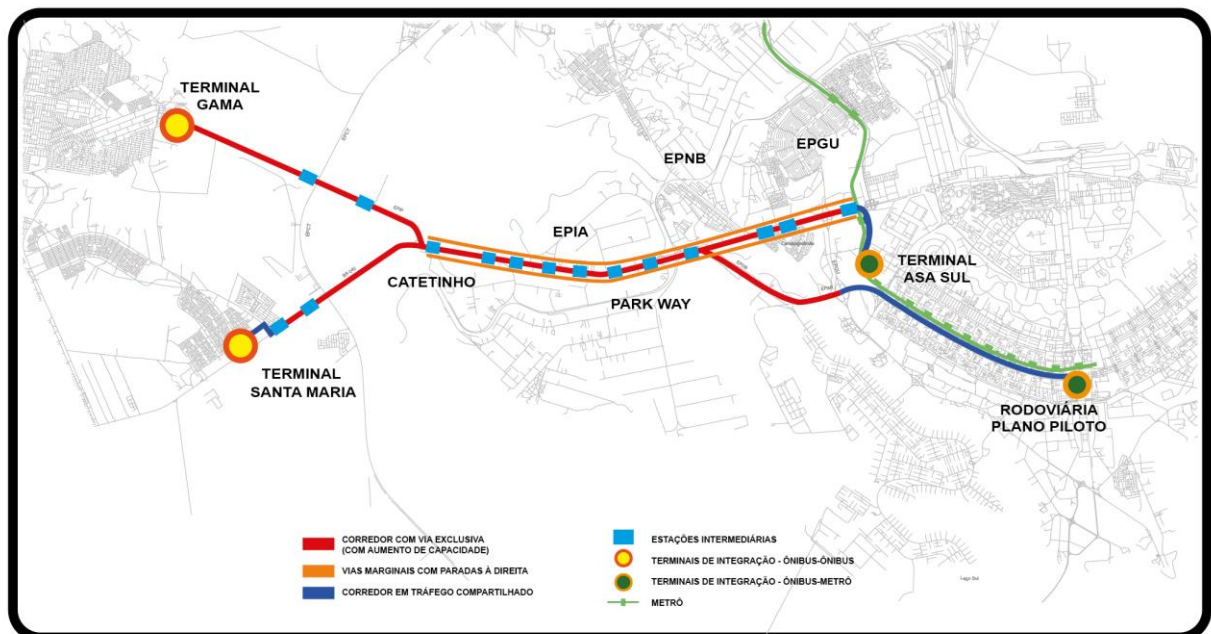 TERMINAL
GAMA
EPNB
EPGU
EPIA
CATETINHO
PARK WAY
TERMINAL
ASA SUL
TERMINAL
SANTA MARIA
RODOVIÁRIA
PLANO PILOTO
CORREDOR COM VIA EXCLUSIVA
(COM AUMENTO DE CAPACIDADE)
VIAS MARGINAIS COM PARADAS À DIREITA
CORREDOR EM TRÁFEGO COMPARTILHADO
ESTAÇÕES INTERMEDIÁRIAS
TERMINAIS DE INTEGRAÇÃO - ÔNIBUS-ÔNIBUS
TERMINAIS DE INTEGRAÇÃO - ÔNIBUS-METRÔ
METRÔ
Lago Sul